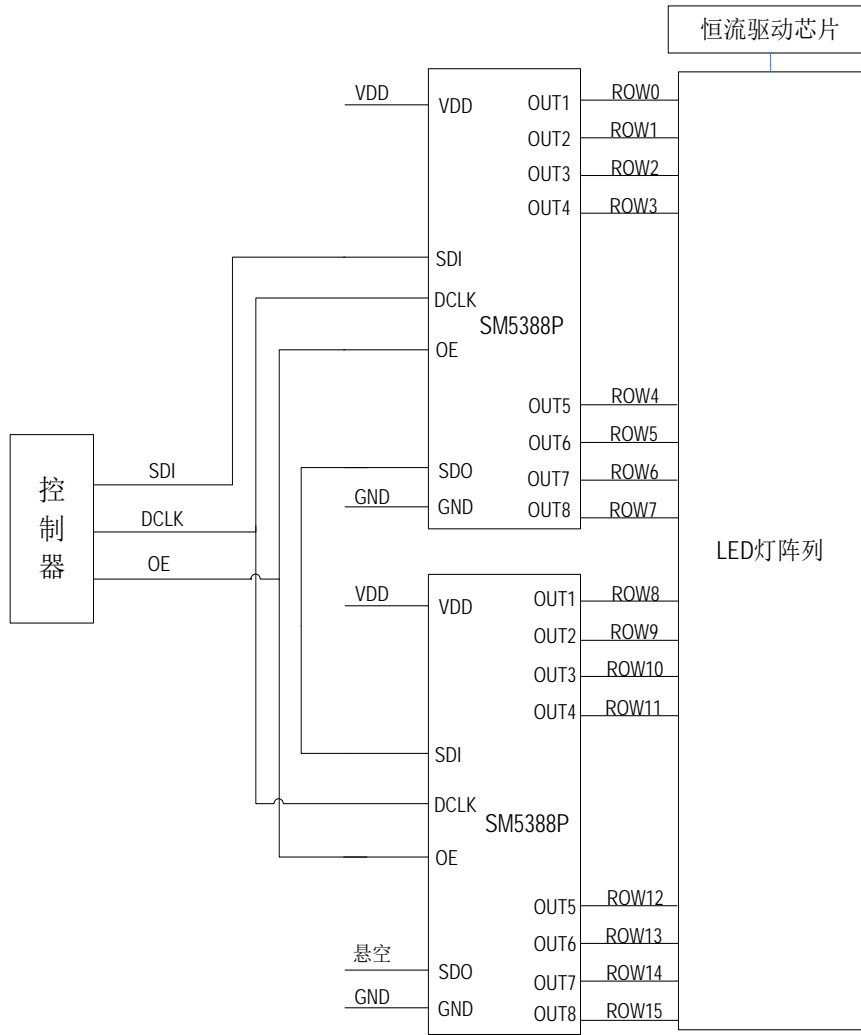 恒流驱动芯片
VDD
VDD
OUT1
ROW0
OUT2
ROW1
OUT3
ROW2
OUT4
ROW3
SDI
DCLK
SM5388P
OE
OUT5
ROW4
OUT6
ROW5
SDO
OUT7
ROW6
GND
GND
OUT8
ROW7
控制器
SDI
DCLK
OE
LED灯阵列
VDD
VDD
OUT1
ROW8
OUT2
ROW9
OUT3
ROW10
OUT4
ROW11
SDI
DCLK
SM5388P
OE
OUT5
ROW12
OUT6
ROW13
悬空
SDO
OUT7
ROW14
GND
GND
OUT8
ROW15